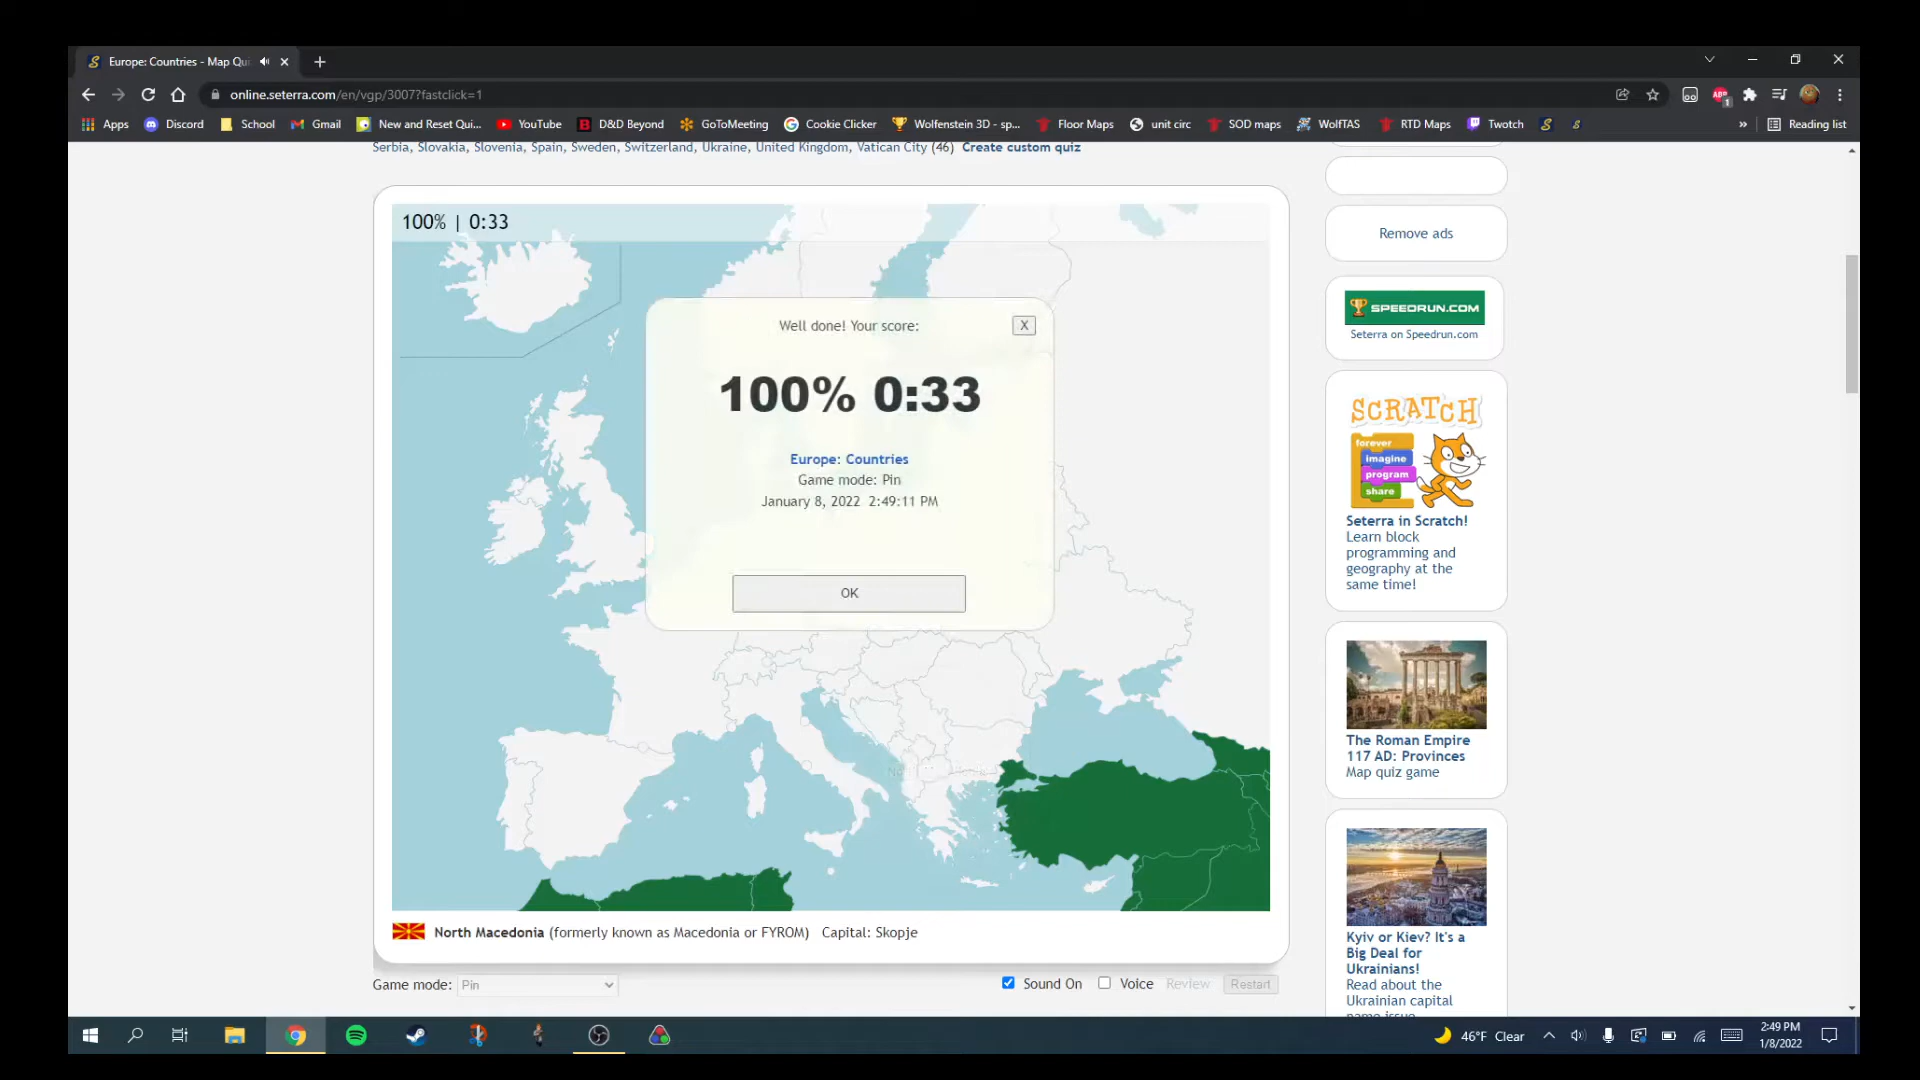 Europe: Countries - Map Qu
online.seterra.com/en/vgp/3007?fastclick=1
Apps Discord School Gmail New and Reset Qui... YouTube D&D Beyond GoToMeeting Cookie Clicker Wolfenstein 3D - sp... Floor Maps unit circ SOD maps WolfTAS RTD Maps Twotch » Reading list
Serbia, Slovakia, Slovenia, Spain, Sweden, Switzerland, Ukraine, United Kingdom, Vatican City (46) Create custom quiz
100% | 0:33
Well done! Your score:
X
100% 0:33
Europe: Countries
Game mode: Pin
January 8, 2022 2:49:11 PM
OK
North Macedonia (formerly known as Macedonia or FYROM) Capital: Skopje
Game mode: Pin
Sound On Voice Review Restart
Remove ads
SPEEDRUN.COM
Seterra on Speedrun.com
SCRATCH
forever
imagine
program
share
Seterra in Scratch!
Learn block
programming and
geography at the
same time!
The Roman Empire
117 AD: Provinces
Map quiz game
Kyiv or Kiev? It's a
Big Deal for
Ukrainians!
Read about the
Ukrainian capital
name issue
46°F Clear
2:49 PM
1/8/2022